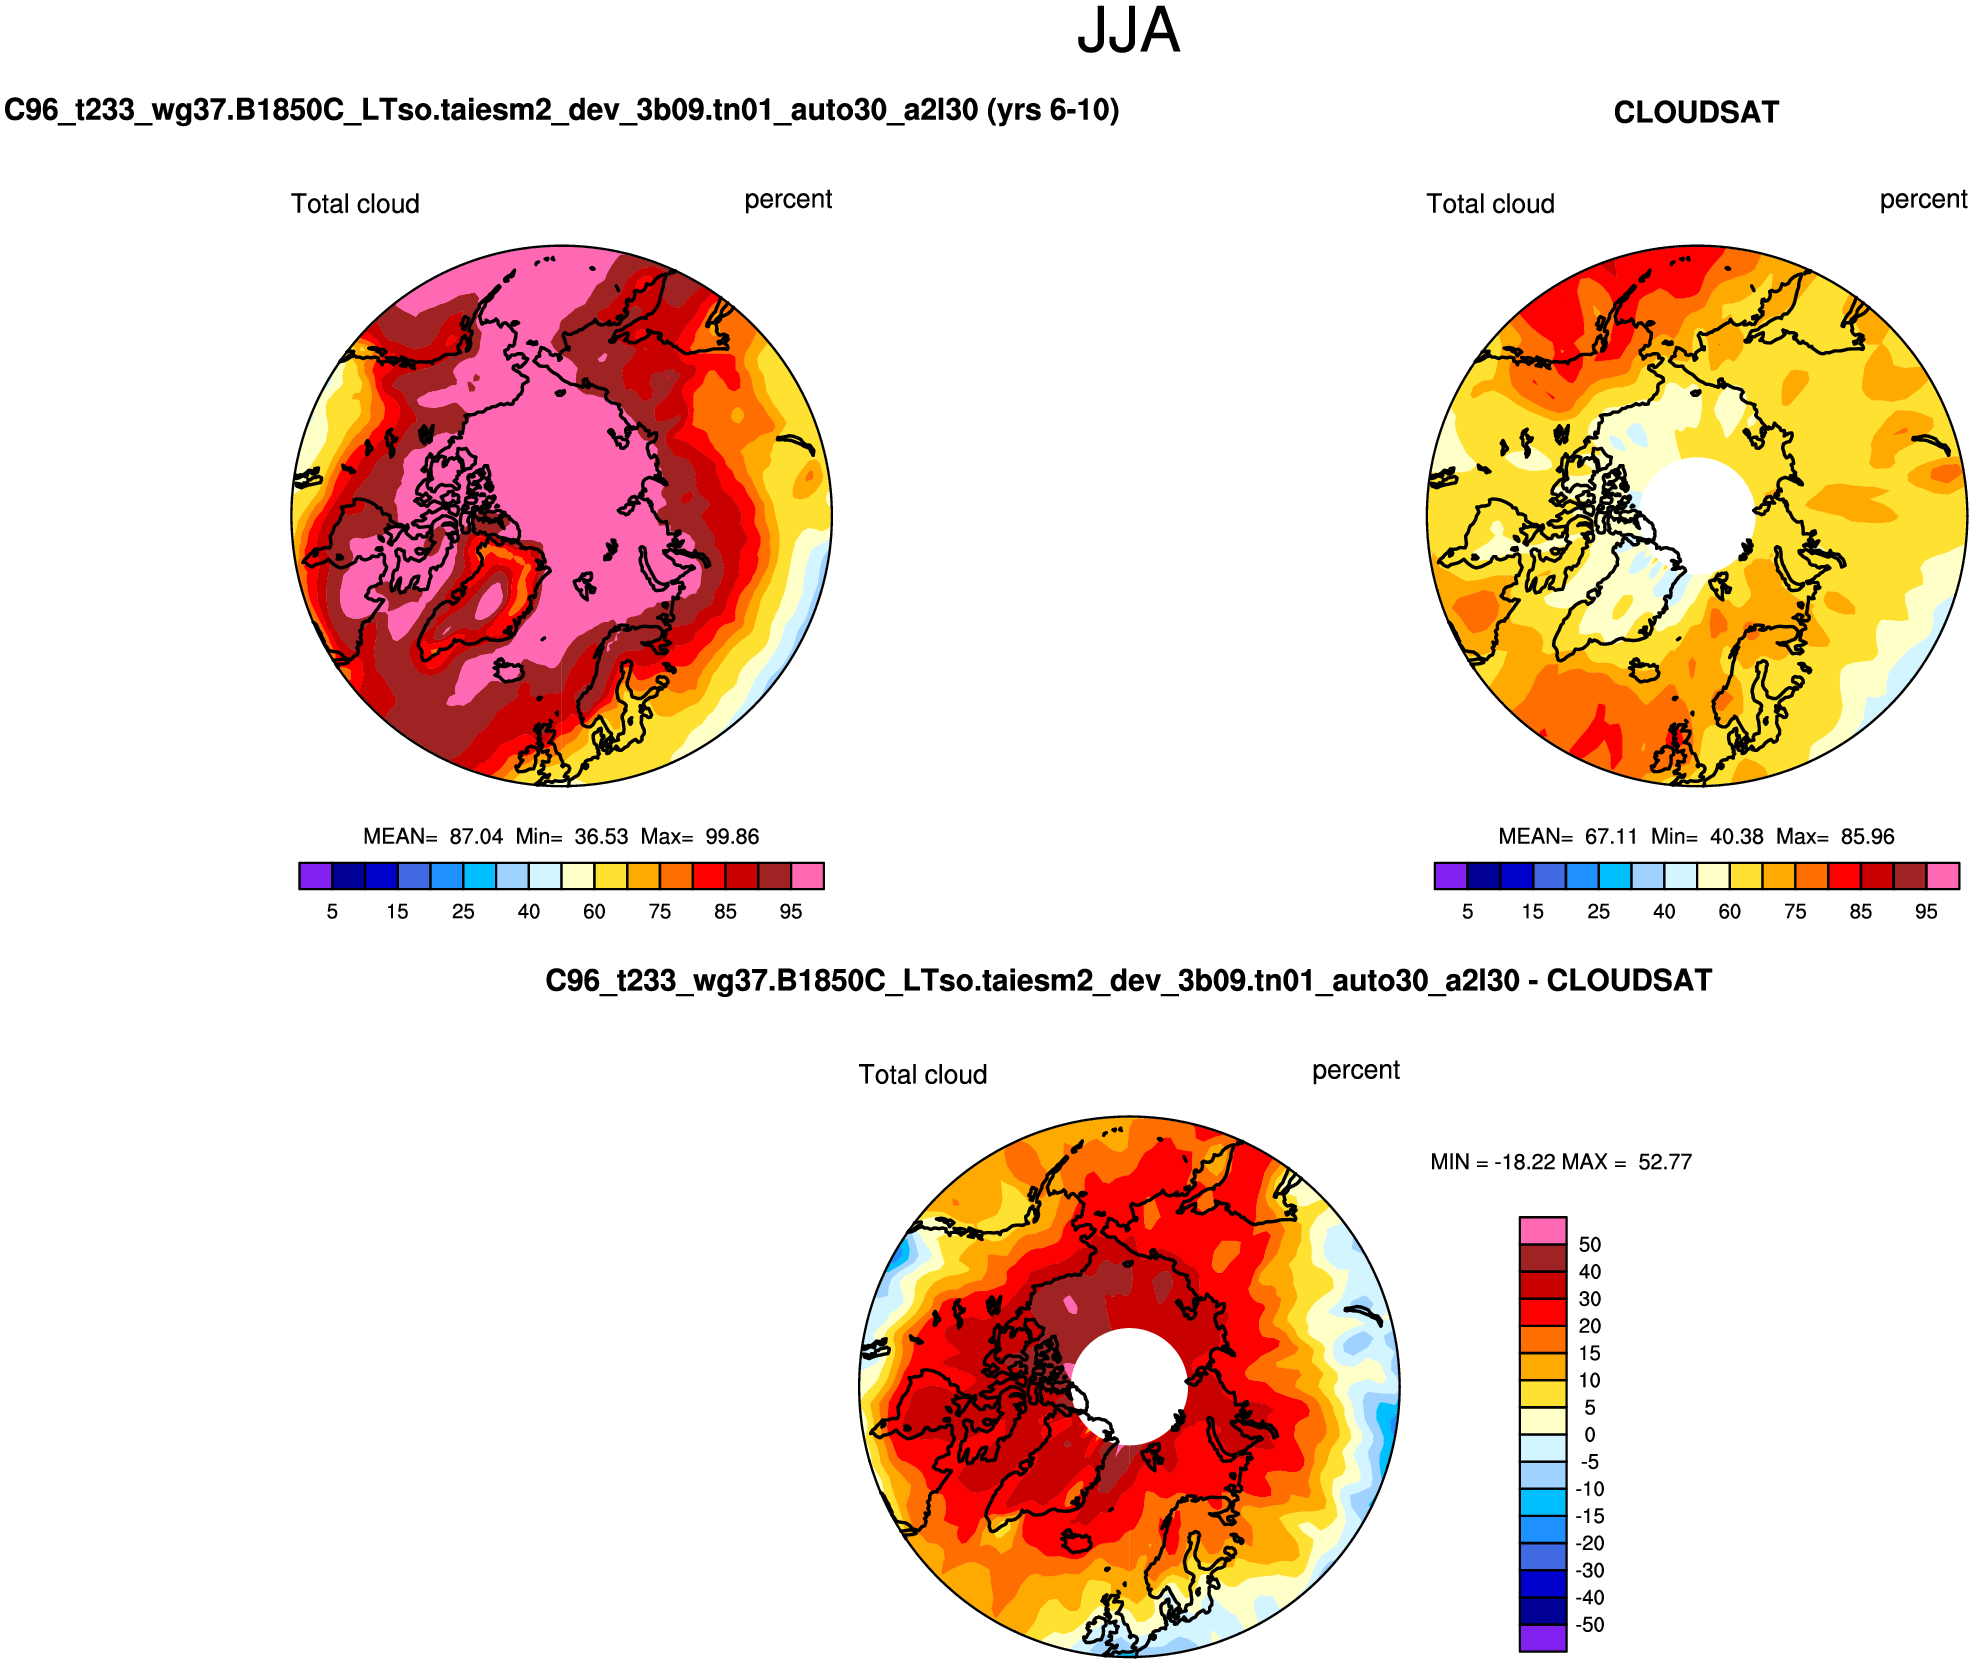 JJA
C96_t233_wg37.B1850C_LTso.taiesm2_dev_3b09.tn01_auto30_a2l30 (yrs 6-10)
CLOUDSAT
Total cloud percent
Total cloud percent
MEAN= 87.04 Min= 36.53 Max= 99.86
5 15 25 40 60 75 85 95
MEAN= 67.11 Min= 40.38 Max= 85.96
5 15 25 40 60 75 85 95
C96_t233_wg37.B1850C_LTso.taiesm2_dev_3b09.tn01_auto30_a2l30 - CLOUDSAT
Total cloud percent
MIN = -18.22 MAX = 52.77
50
40
30
20
15
10
5
0
-5
-10
-15
-20
-30
-40
-50